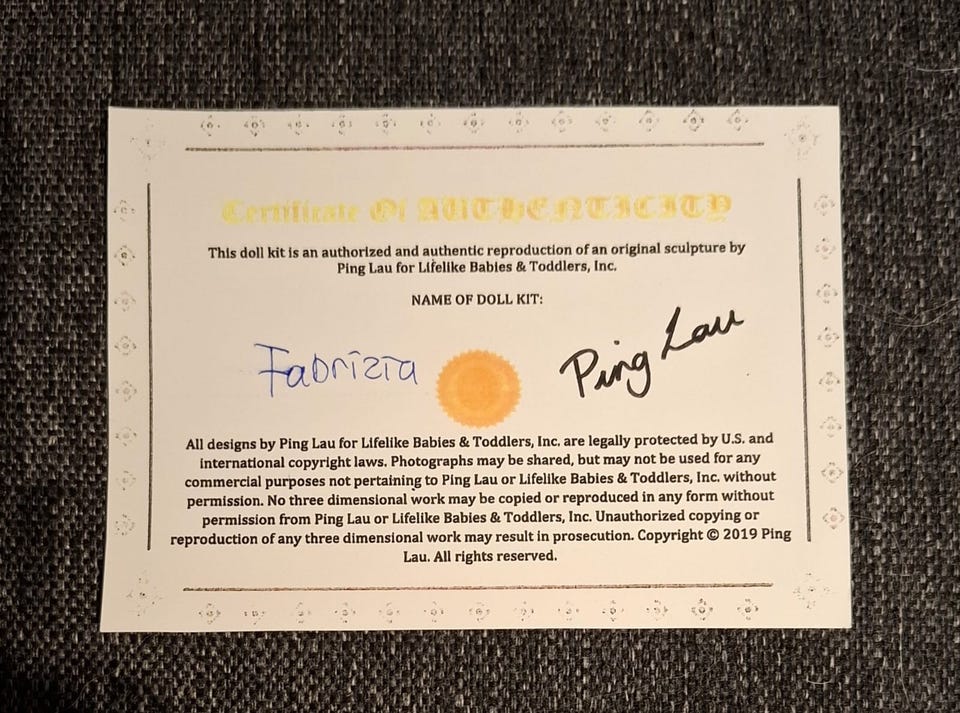 Certificate Of AUTHENTICITY
This doll kit is an authorized and authentic reproduction of an original sculpture by
Ping Lau for Lifelike Babies & Toddlers, Inc.
NAME OF DOLL KIT:
Fabrizia
Ping Lau
All designs by Ping Lau for Lifelike Babies & Toddlers, Inc. are legally protected by U.S. and
international copyright laws. Photographs may be shared, but may not be used for any
commercial purposes not pertaining to Ping Lau or Lifelike Babies & Toddlers, Inc. without
permission. No three dimensional work may be copied or reproduced in any form without
permission from Ping Lau or Lifelike Babies & Toddlers, Inc. Unauthorized copying or
reproduction of any three dimensional work may result in prosecution. Copyright © 2019 Ping
Lau. All rights reserved.